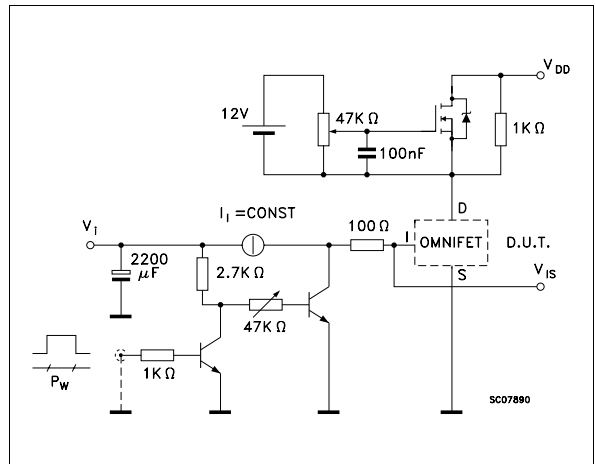 V DD
12V
47K Ω
1K Ω
100nF
D
I I =CONST
100 Ω
V i
I
OMNIFET
D.U.T.
2200
µF
2.7K Ω
S
V IS
47K Ω
1K Ω
P W
SC07890